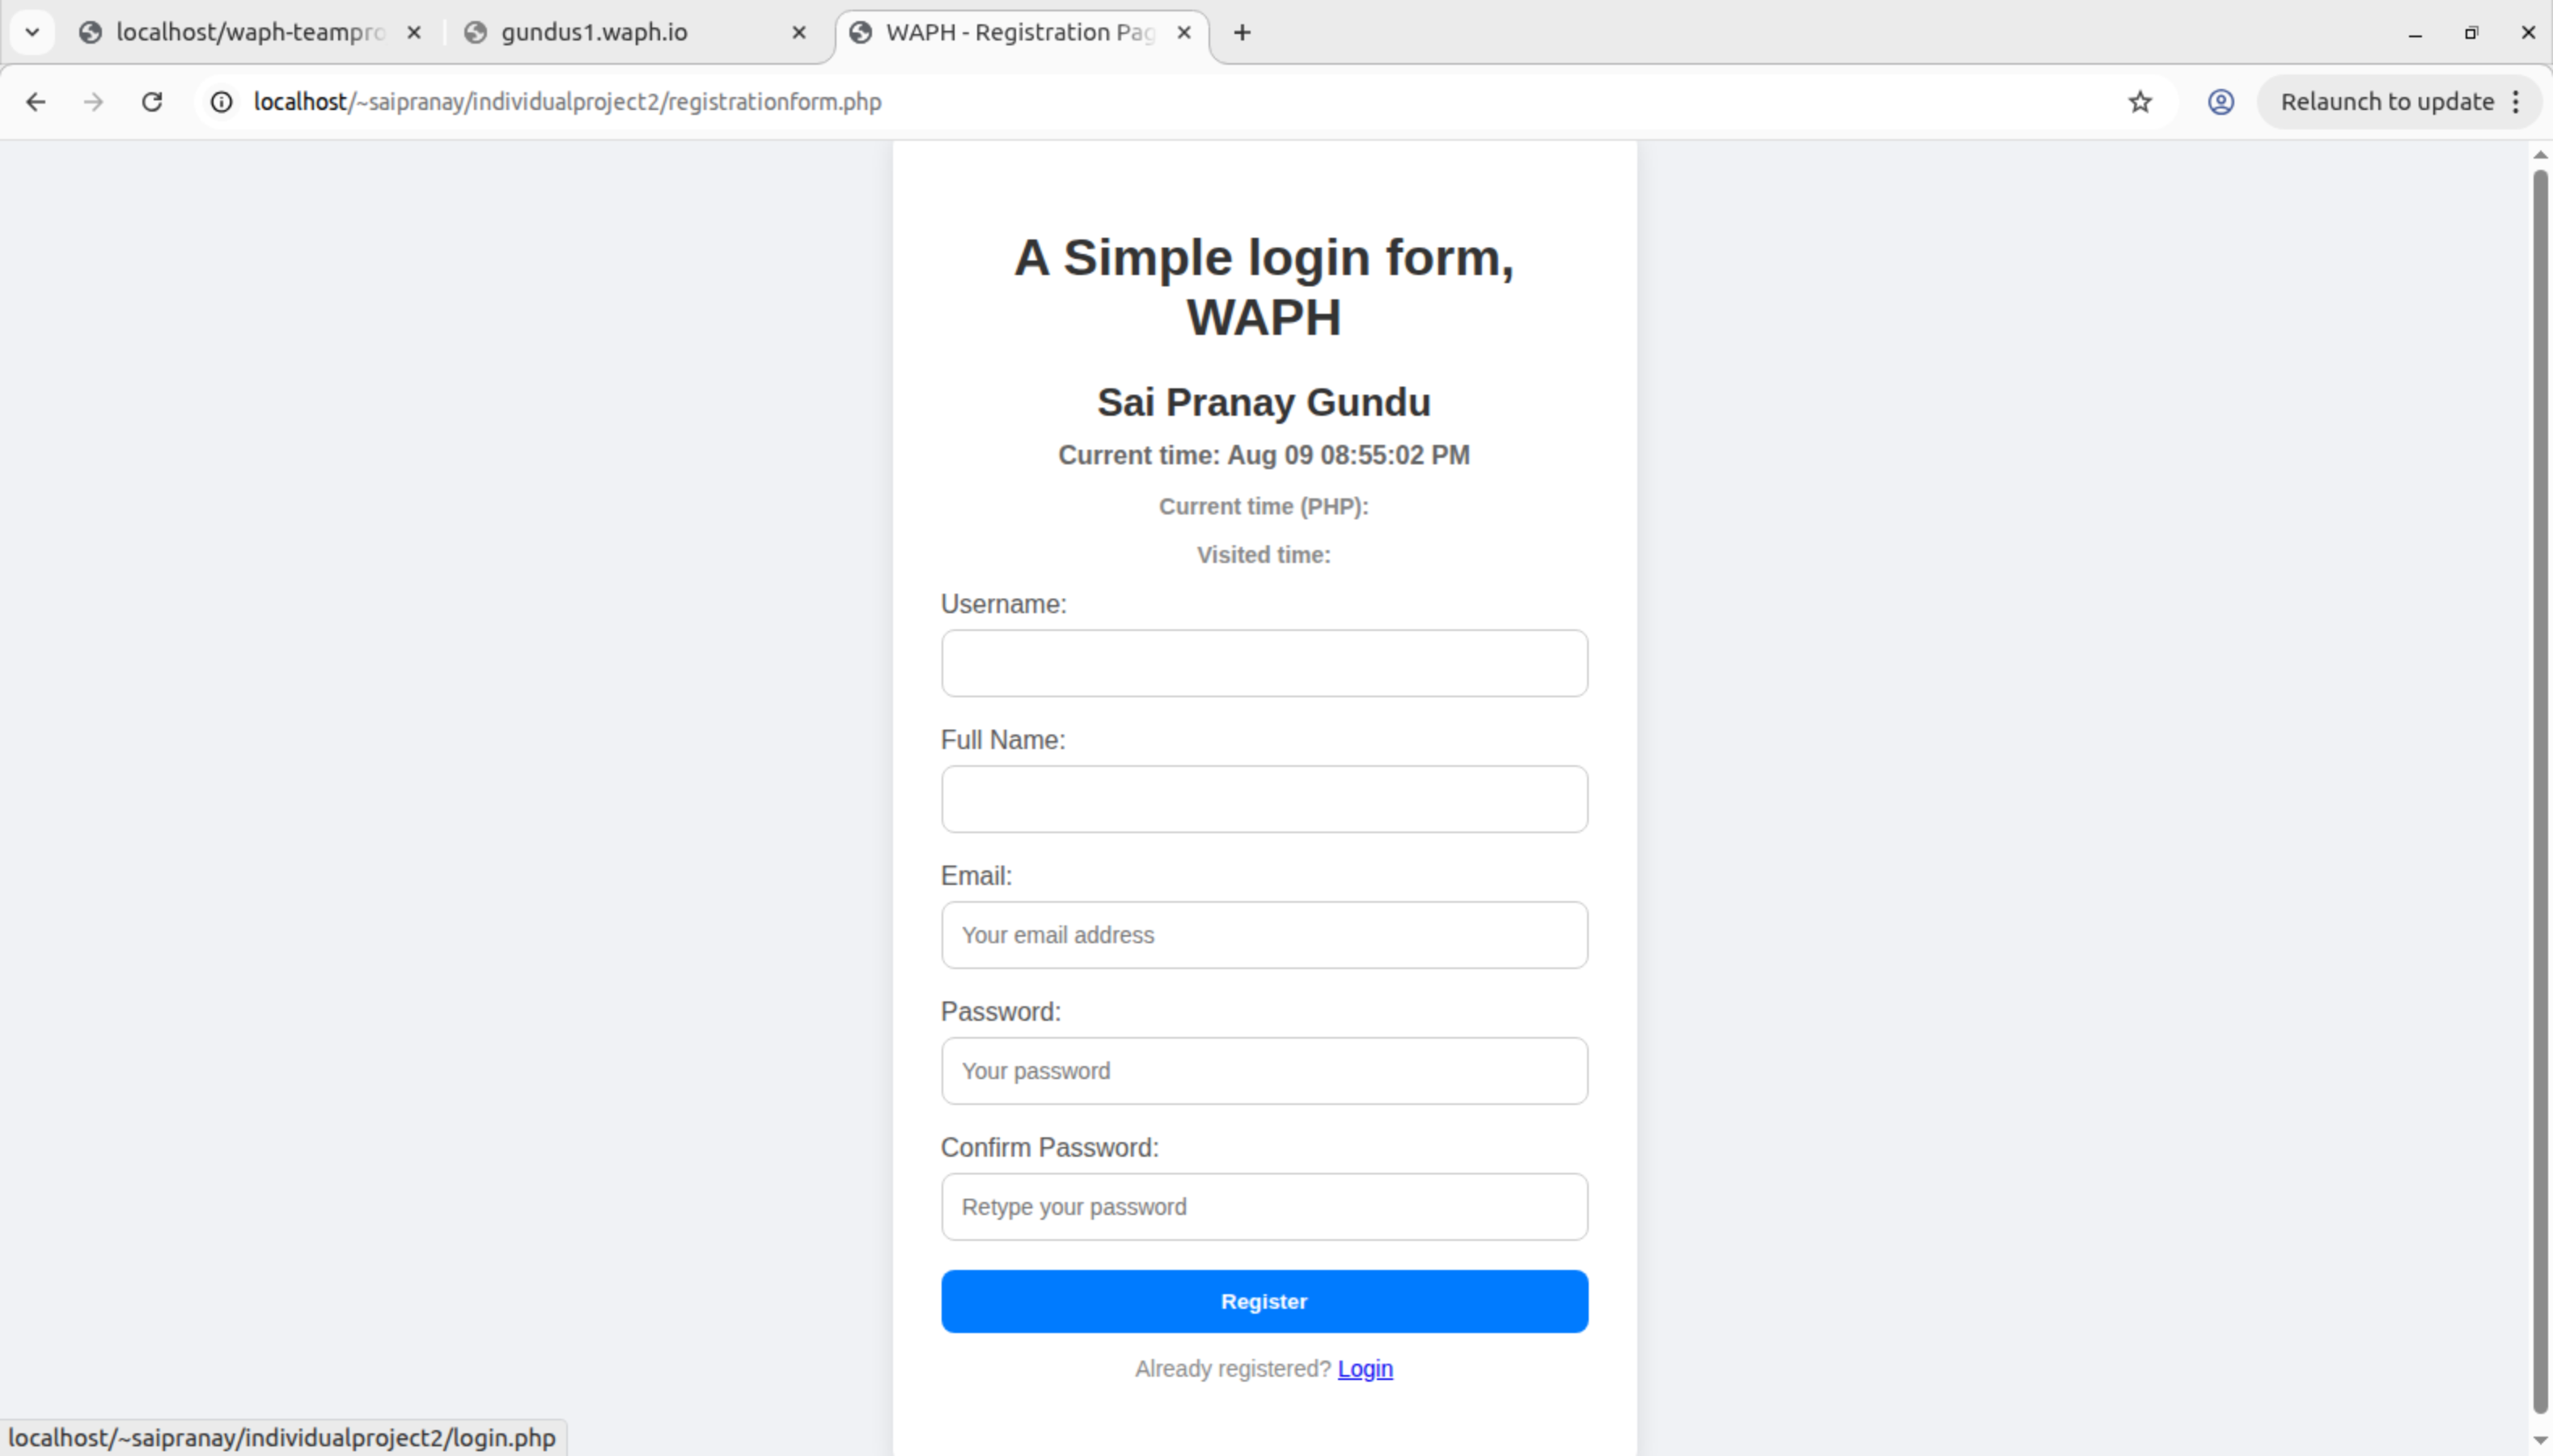 localhost/waph-teampro
gundus1.waph.io
WAPH - Registration Pag
localhost/~saipranay/individualproject2/registrationform.php
Relaunch to update
A Simple login form,
WAPH
Sai Pranay Gundu
Current time: Aug 09 08:55:02 PM
Current time (PHP):
Visited time:
Username:
Full Name:
Email:
Your email address
Password:
Your password
Confirm Password:
Retype your password
Register
Already registered? Login
localhost/~saipranay/individualproject2/login.php